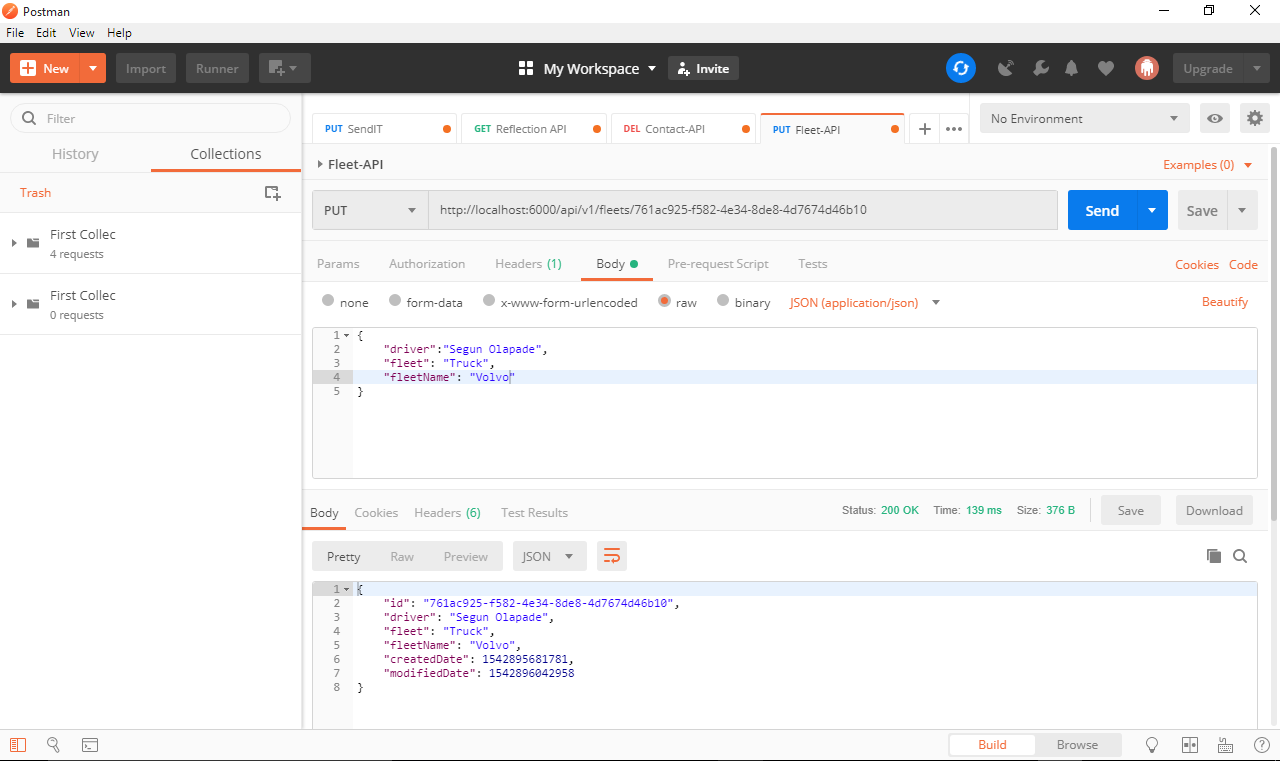 Postman
File Edit View Help
New Import Runner My Workspace Invite Upgrade
Filter
History Collections
Trash
First Collec
4 requests
First Collec
0 requests
PUT SendIT GET Reflection API DEL Contact-API PUT Fleet-API No Environment
Fleet-API Examples (0)
PUT http://localhost:6000/api/v1/fleets/761ac925-f582-4e34-8de8-4d7674d46b10 Send Save
Params Authorization Headers (1) Body Pre-request Script Tests Cookies Code
none form-data x-www-form-urlencoded raw binary JSON (application/json) Beautify
1 {
2 "driver":"Segun Olapade",
3 "fleet": "Truck",
4 "fleetName": "Volvo"
5 }
Body Cookies Headers (6) Test Results Status: 200 OK Time: 139 ms Size: 376 B Save Download
Pretty Raw Preview JSON
1 {
2 "id": "761ac925-f582-4e34-8de8-4d7674d46b10",
3 "driver": "Segun Olapade",
4 "fleet": "Truck",
5 "fleetName": "Volvo",
6 "createdDate": 1542895681781,
7 "modifiedDate": 1542896042958
8 }
Build Browse